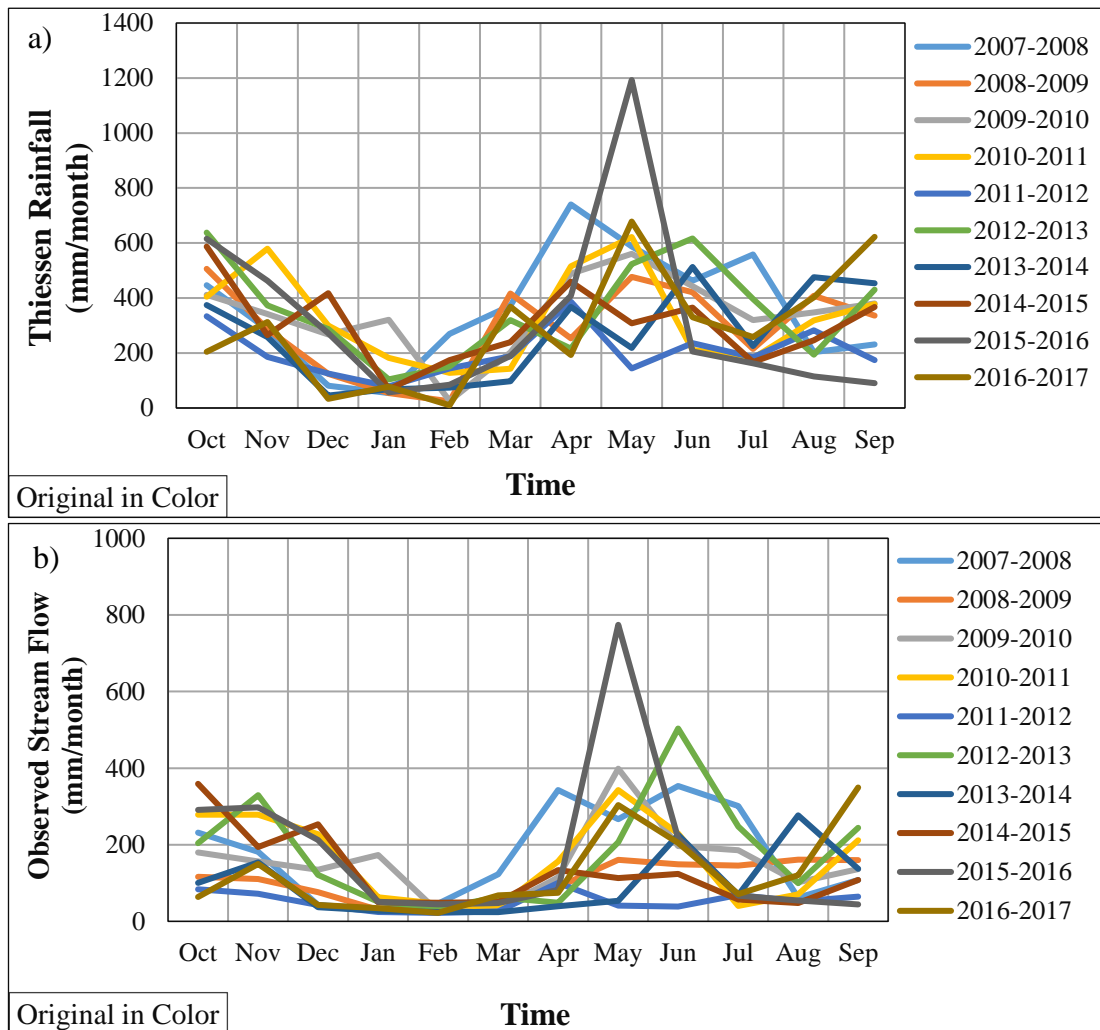 a)
Thiessen Rainfall
(mm/month)
1400
1200
1000
800
600
400
200
0
Oct Nov Dec Jan Feb Mar Apr May Jun Jul Aug Sep
Time
2007-2008
2008-2009
2009-2010
2010-2011
2011-2012
2012-2013
2013-2014
2014-2015
2015-2016
2016-2017
Original in Color
b)
Observed Stream Flow
(mm/month)
1000
800
600
400
200
0
Oct Nov Dec Jan Feb Mar Apr May Jun Jul Aug Sep
Time
2007-2008
2008-2009
2009-2010
2010-2011
2011-2012
2012-2013
2013-2014
2014-2015
2015-2016
2016-2017
Original in Color